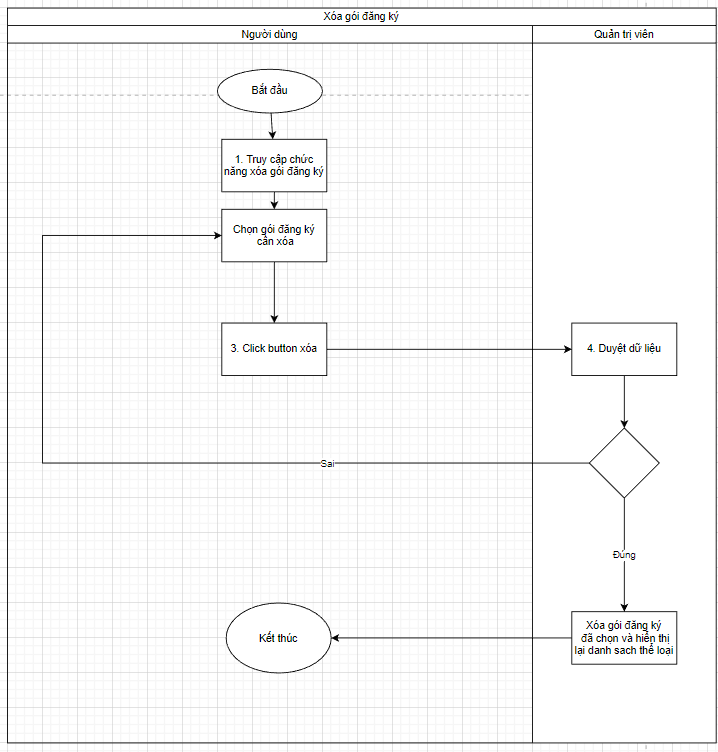 Xóa gói đăng ký
Người dùng
Quản trị viên
Bắt đầu
1. Truy cập chức
năng xóa gói đăng ký
Chọn gói đăng ký
cần xóa
3. Click button xóa
4. Duyệt dữ liệu
Sai
Đúng
Xóa gói đăng ký
đã chọn và hiển thị
lại danh sach thể loại
Kết thúc